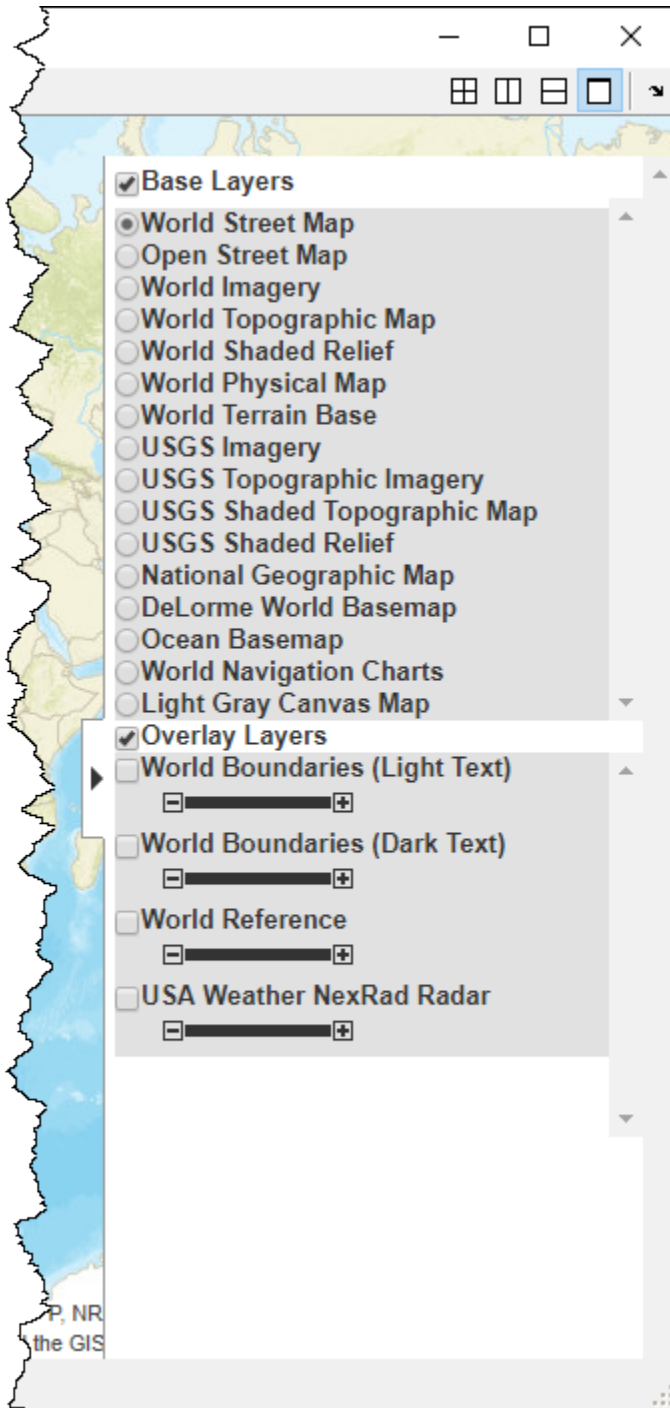 Base Layers
World Street Map
Open Street Map
World Imagery
World Topographic Map
World Shaded Relief
World Physical Map
World Terrain Base
USGS Imagery
USGS Topographic Imagery
USGS Shaded Topographic Map
USGS Shaded Relief
National Geographic Map
DeLorme World Basemap
Ocean Basemap
World Navigation Charts
Light Gray Canvas Map
Overlay Layers
World Boundaries (Light Text)
World Boundaries (Dark Text)
World Reference
USA Weather NexRad Radar
P, NR
the GIS